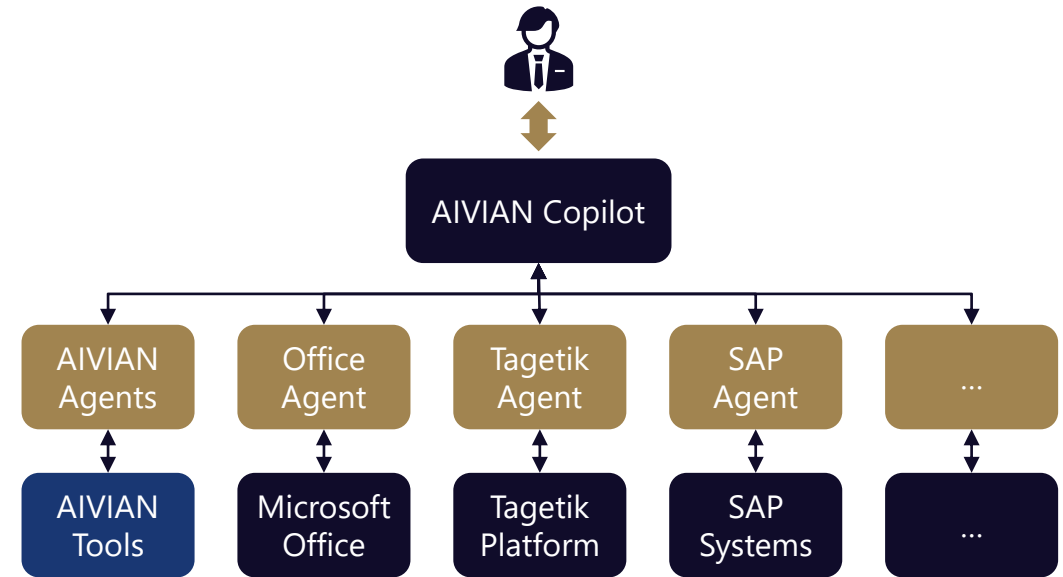 AIVIAN Copilot
AIVIAN
Agents
Office
Agent
Tagetik
Agent
SAP
Agent
...
AIVIAN
Tools
Microsoft
Office
Tagetik
Platform
SAP
Systems
...